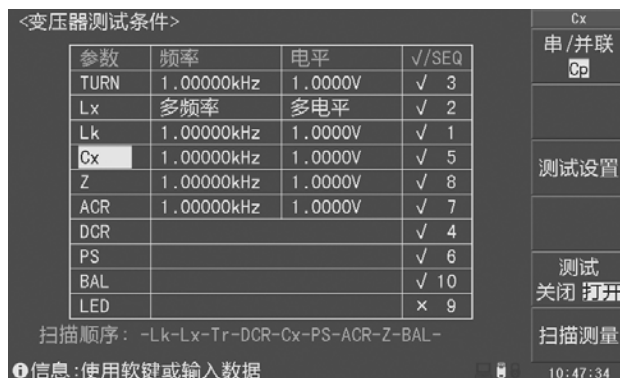 <变压器测试条件>
参数 频率 电平 √/SEQ
TURN 1.00000kHz 1.0000V √ 3
Lx 多频率 多电平 √ 2
Lk 1.00000kHz 1.0000V √ 1
Cx 1.00000kHz 1.0000V √ 5
Z 1.00000kHz 1.0000V √ 8
ACR 1.00000kHz 1.0000V √ 7
DCR √ 4
PS √ 6
BAL √ 10
LED × 9
扫描顺序: -Lk-Lx-Tr-DCR-Cx-PS-ACR-Z-BAL-
信息:使用软键或输入数据
Cx
串/并联
Cp
测试设置
测试
关闭 打开
扫描测量
10:47:34